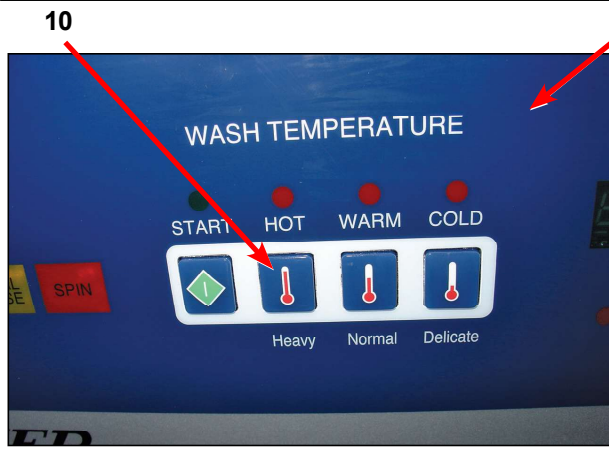 10
WASH TEMPERATURE
START HOT WARM COLD
SPIN
Heavy Normal Delicate